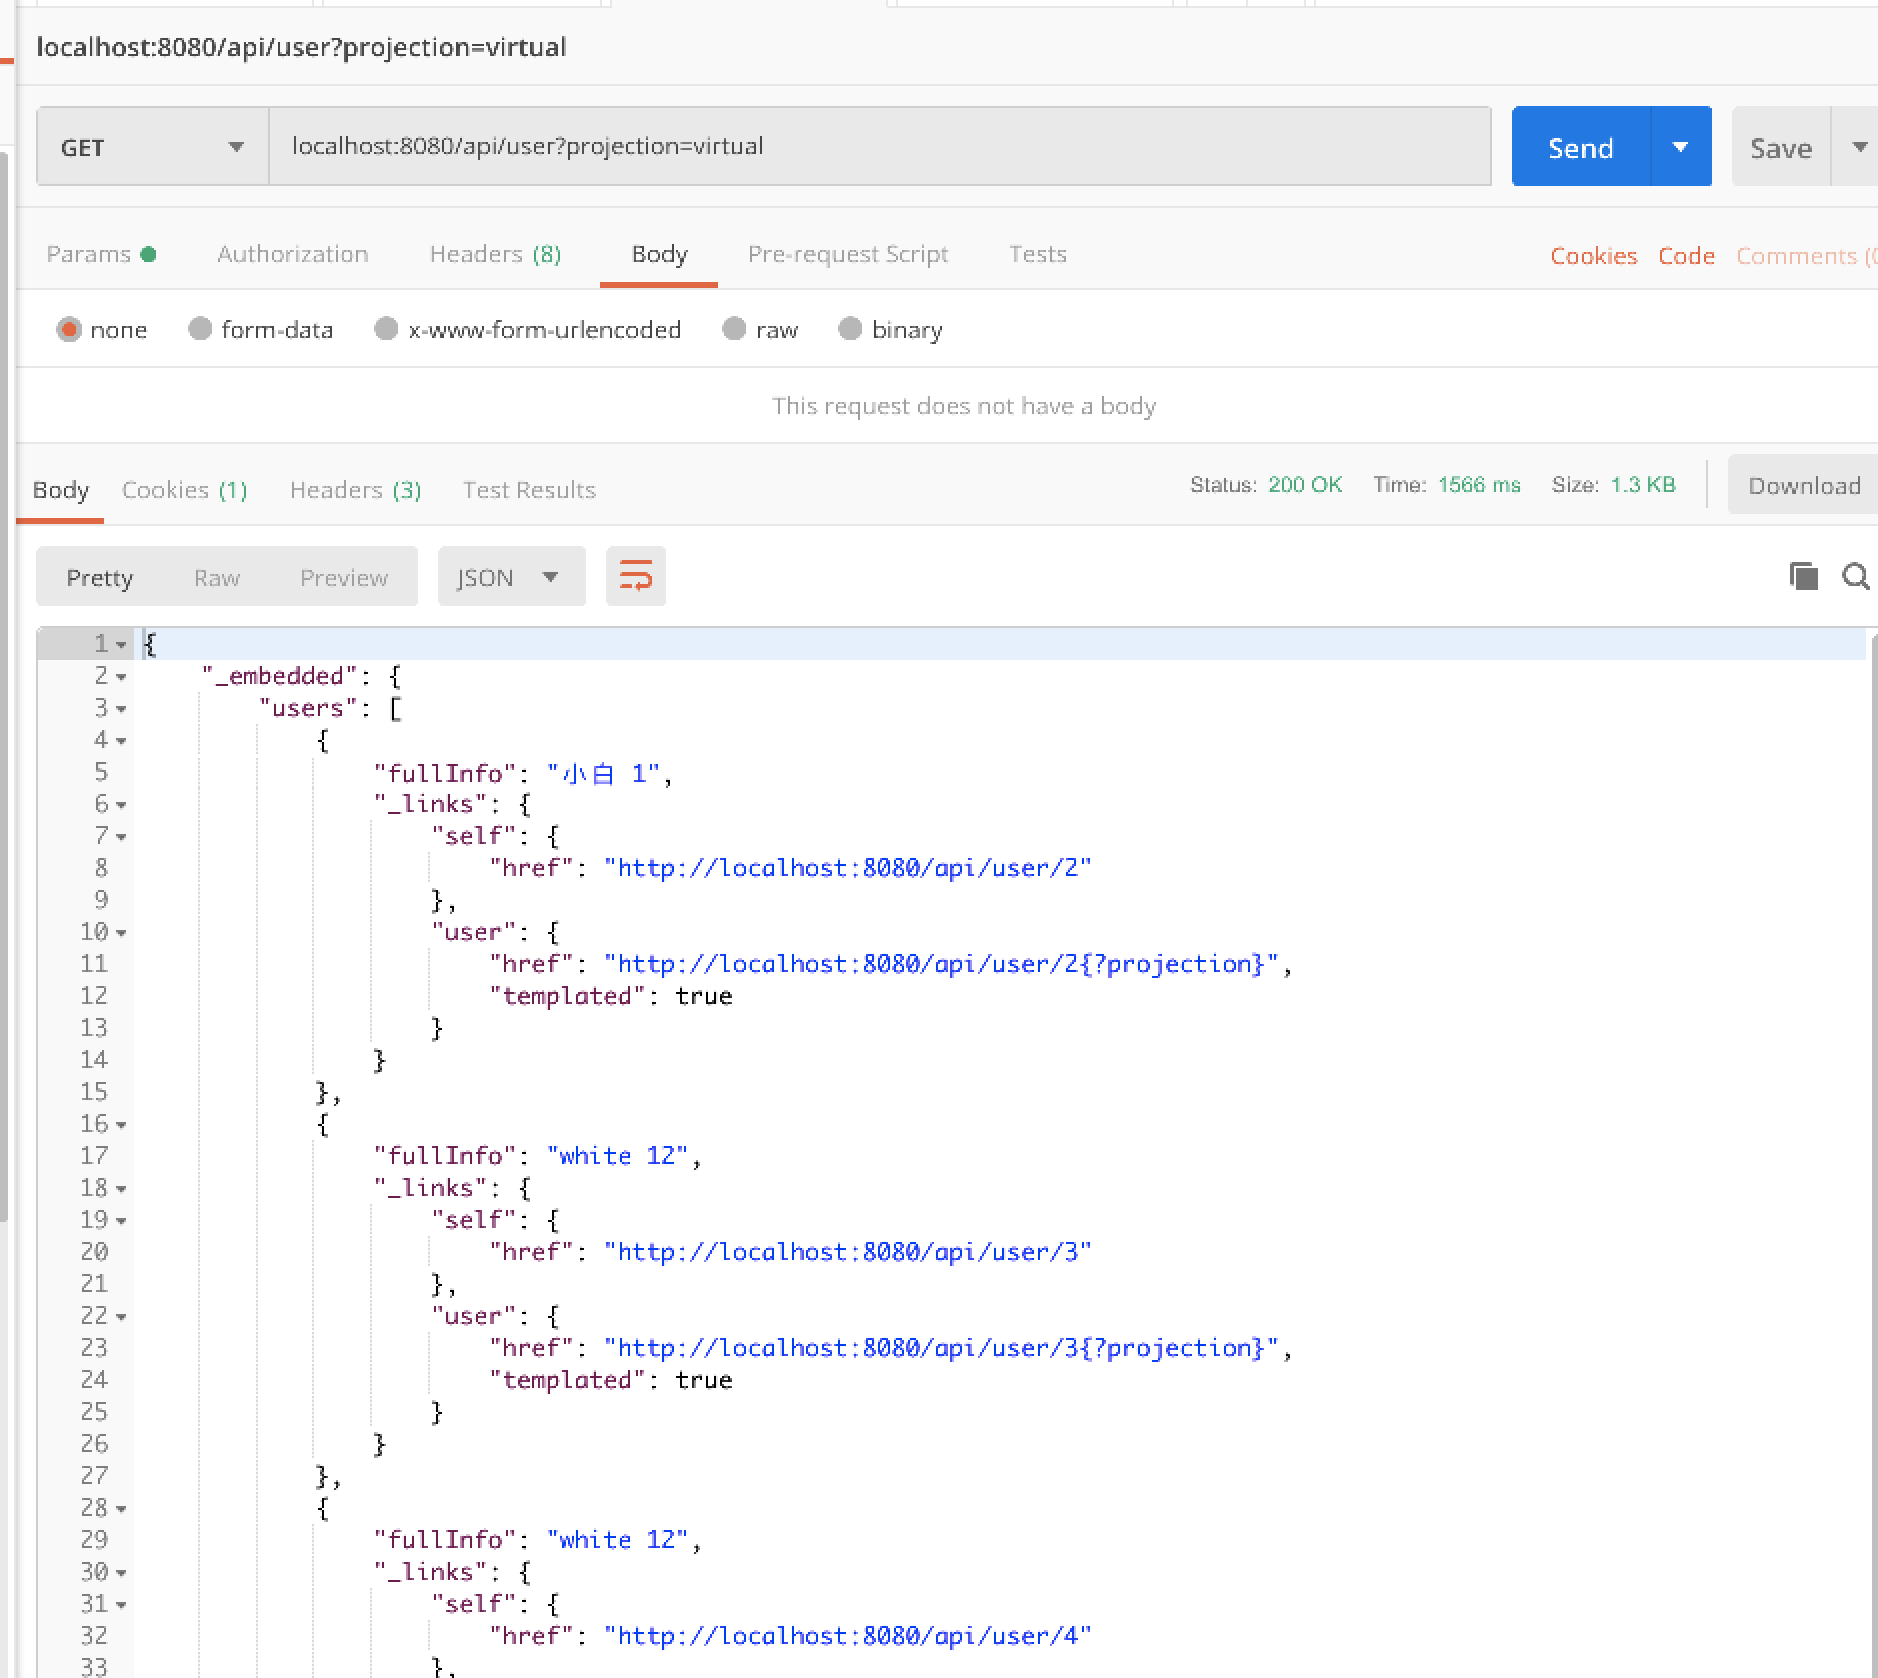 localhost:8080/api/user?projection=virtual
GET localhost:8080/api/user?projection=virtual Send Save
Params Authorization Headers (8) Body Pre-request Script Tests Cookies Code Comments (
none form-data x-www-form-urlencoded raw binary
This request does not have a body
Body Cookies (1) Headers (3) Test Results Status: 200 OK Time: 1566 ms Size: 1.3 KB Download
Pretty Raw Preview JSON
1 {
2 "_embedded": {
3 "users": [
4 {
5 "fullInfo": "小白 1",
6 "_links": {
7 "self": {
8 "href": "http://localhost:8080/api/user/2"
9 },
10 "user": {
11 "href": "http://localhost:8080/api/user/2{?projection}",
12 "templated": true
13 }
14 }
15 },
16 {
17 "fullInfo": "white 12",
18 "_links": {
19 "self": {
20 "href": "http://localhost:8080/api/user/3"
21 },
22 "user": {
23 "href": "http://localhost:8080/api/user/3{?projection}",
24 "templated": true
25 }
26 }
27 },
28 {
29 "fullInfo": "white 12",
30 "_links": {
31 "self": {
32 "href": "http://localhost:8080/api/user/4"
33 },